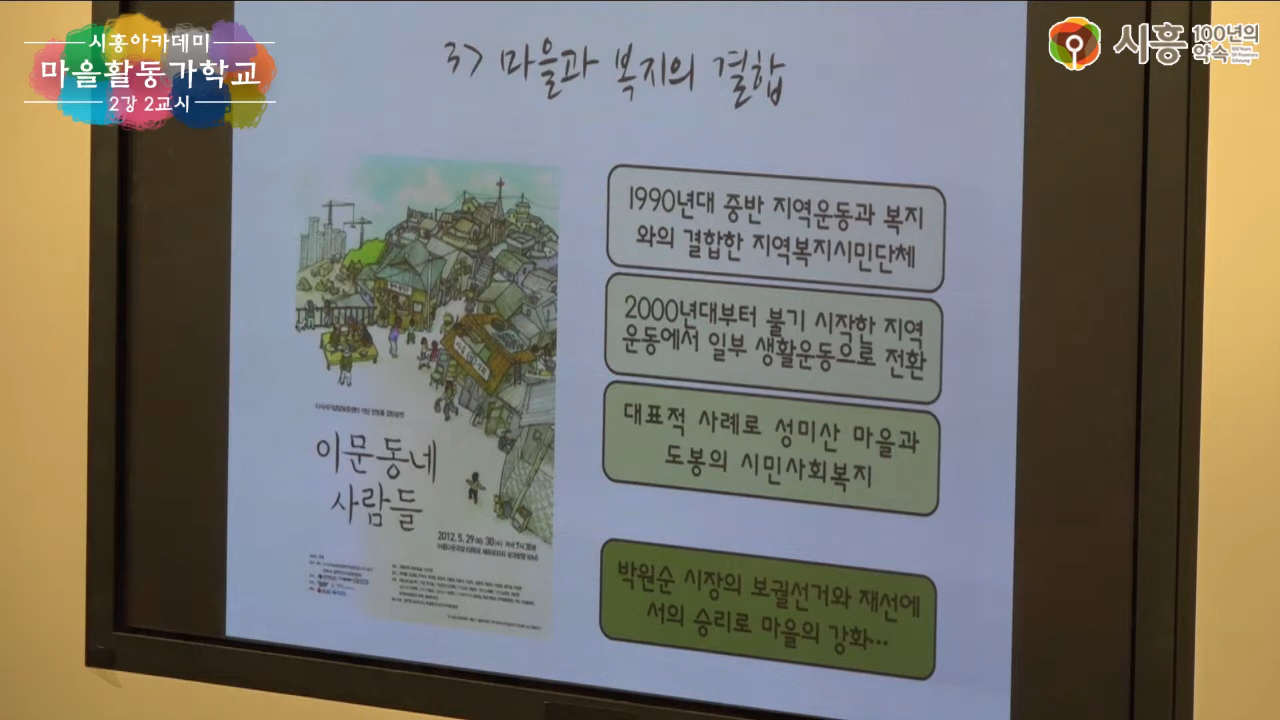 시흥아카데미
마을활동가학교
2강 2교시
시흥 100년의 약속
3> 마을과 복지의 결합
1990년대 중반 지역운동과 복지
와의 결합한 지역복지시민단체
2000년대부터 불기 시작한 지역
운동에서 일부 생활운동으로 전환
대표적 사례로 성미산 마을과
도봉의 시민사회복지
박원순 시장의 보궐선거와 재선에
서의 승리로 마을의 강화...
이문동네
사람들
2012. 5. 29(화) 30(수)